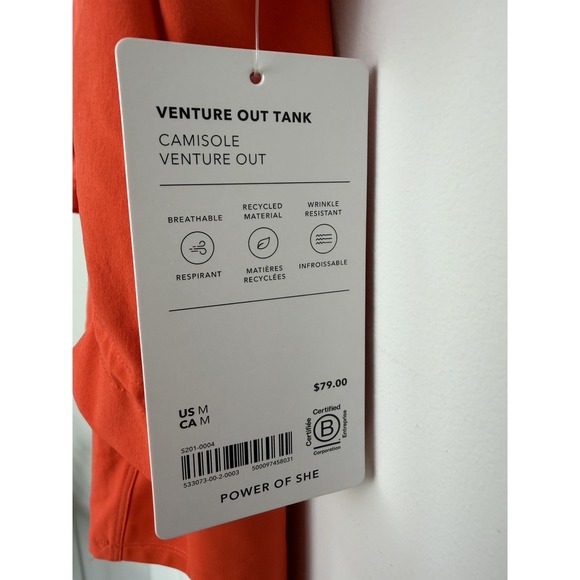 VENTURE OUT TANK
CAMISOLE
VENTURE OUT
BREATHABLE
RESPIRANT
RECYCLED
MATERIAL
MATIÈRES
RECYCLÉES
WRINKLE
RESISTANT
INFROISSABLE
$79.00
US M
CA M
S201-0004
533073-00-2-0003 500097458031
Certified
Certifiée
B
Entreprise
Corporation
POWER OF SHE